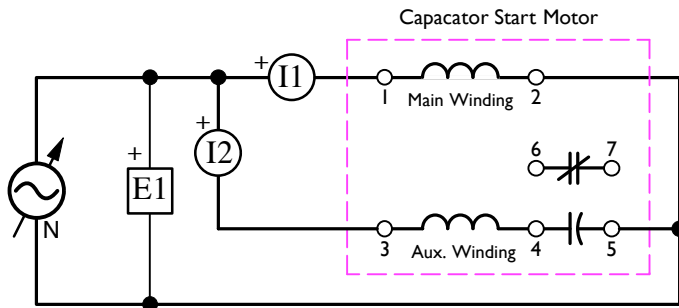 Capacator Start Motor
+
I1
1
Main Winding
2
+
I2
6
7
+
E1
N
3
Aux. Winding
4
5